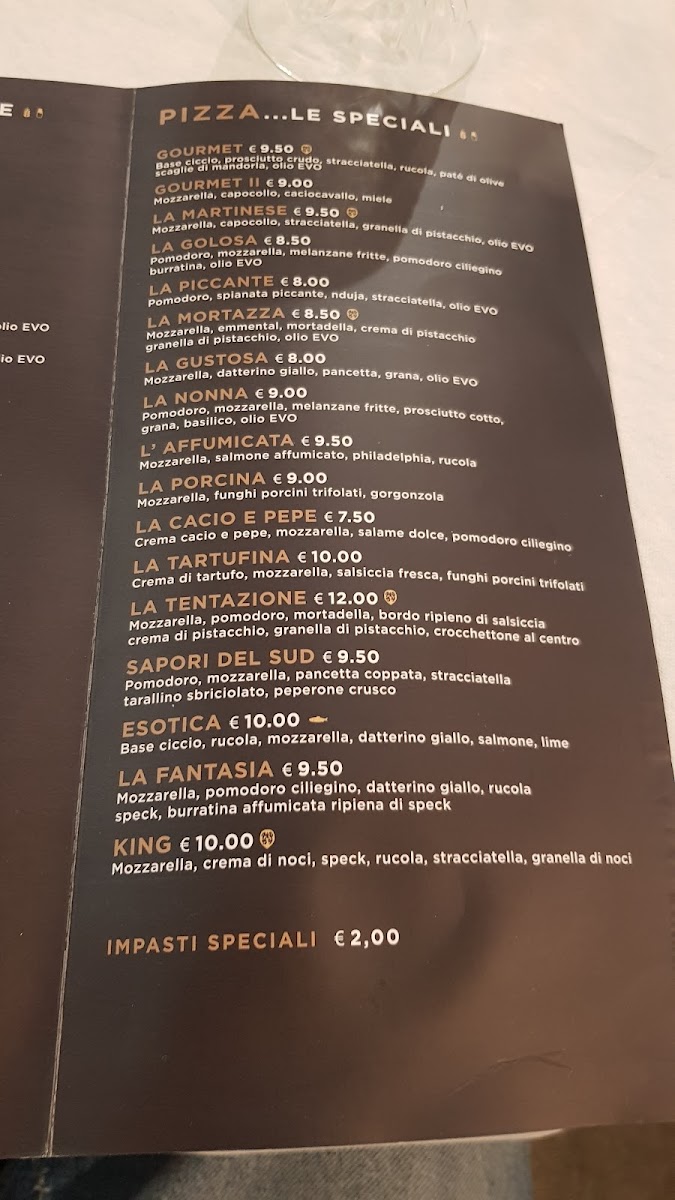 E
PIZZA...LE SPECIALI
GOURMET € 9.50
Base ciccio, prosciutto crudo, stracciatella, rucola, paté di olive
scaglie di mandorla, olio EVO
GOURMET II € 9.00
Mozzarella, capocollo, caciocavallo, miele
LA MARTINESE € 9.50
Mozzarella, capocollo, stracciatella, granella di pistacchio, olio EVO
LA GOLOSA € 8.50
Pomodoro, mozzarella, melanzane fritte, pomodoro ciliegino
burratina, olio EVO
LA PICCANTE € 8.00
Pomodoro, spianata piccante, nduja, stracciatella, olio EVO
LA MORTAZZA € 8.50
Mozzarella, emmental, mortadella, crema di pistacchio
granella di pistacchio, olio EVO
LA GUSTOSA € 8.00
Mozzarella, datterino giallo, pancetta, grana, olio EVO
LA NONNA € 9.00
Pomodoro, mozzarella, melanzane fritte, prosciutto cotto,
grana, basilico, olio EVO
L' AFFUMICATA € 9.50
Mozzarella, salmone affumicato, philadelphia, rucola
LA PORCINA € 9.00
Mozzarella, funghi porcini trifolati, gorgonzola
LA CACIO E PEPE € 7.50
Crema cacio e pepe, mozzarella, salame dolce, pomodoro ciliegino
LA TARTUFINA € 10.00
Crema di tartufo, mozzarella, salsiccia fresca, funghi porcini trifolati
LA TENTAZIONE € 12.00
Mozzarella, pomodoro, mortadella, bordo ripieno di salsiccia
crema di pistacchio, granella di pistacchio, crocchettone al centro
SAPORI DEL SUD € 9.50
Pomodoro, mozzarella, pancetta coppata, stracciatella
tarallino sbriciolato, peperone crusco
ESOTICA € 10.00
Base ciccio, rucola, mozzarella, datterino giallo, salmone, lime
LA FANTASIA € 9.50
Mozzarella, pomodoro ciliegino, datterino giallo, rucola
speck, burratina affumicata ripiena di speck
KING € 10.00
Mozzarella, crema di noci, speck, rucola, stracciatella, granella di noci
IMPASTI SPECIALI € 2,00
olio EVO
io EVO